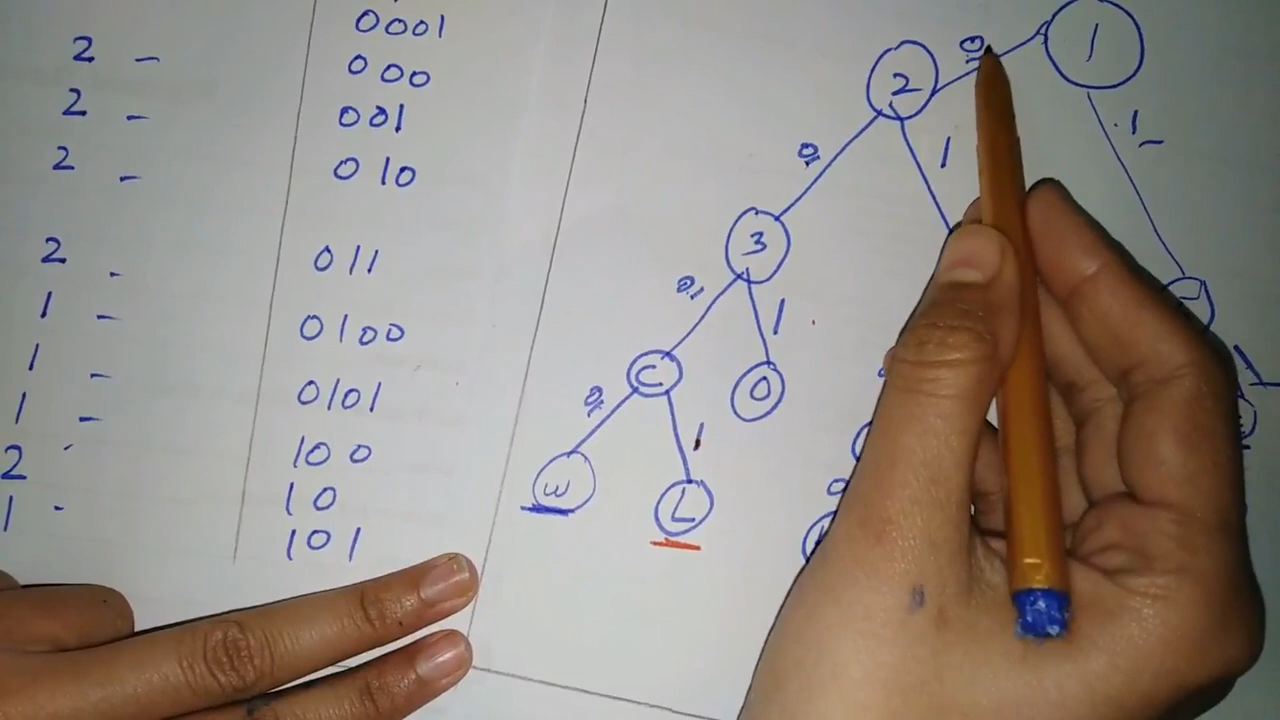 0001
2 - 000
2 - 001
2 - 010
2 - 011
1 - 0100
1 - 0101
1 - 100
2 - 10
1 - 101
1
0 1
2
0 1
3
0 1
C O
0 1
W L